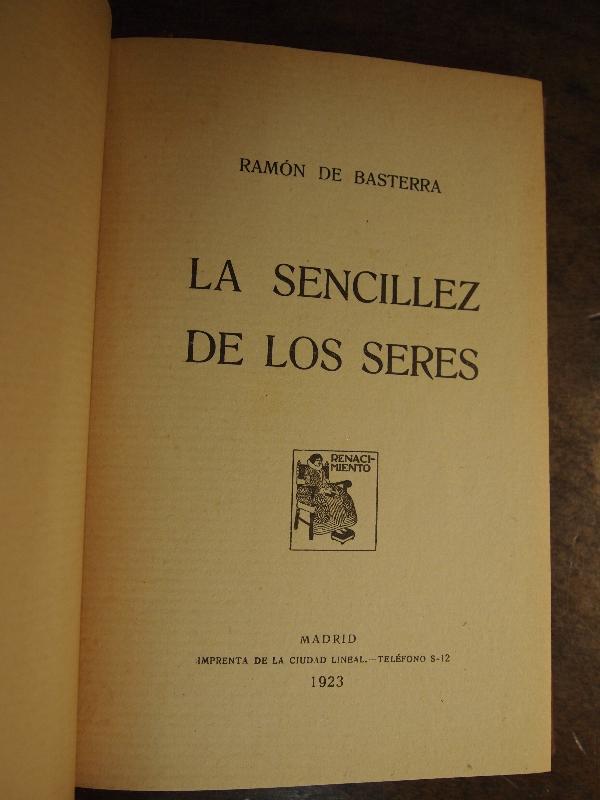 RAMÓN DE BASTERRA
LA SENCILLEZ
DE LOS SERES
RENACI-
MIENTO
MADRID
IMPRENTA DE LA CIUDAD LINEAL.—TELÉFONO S-12
1923